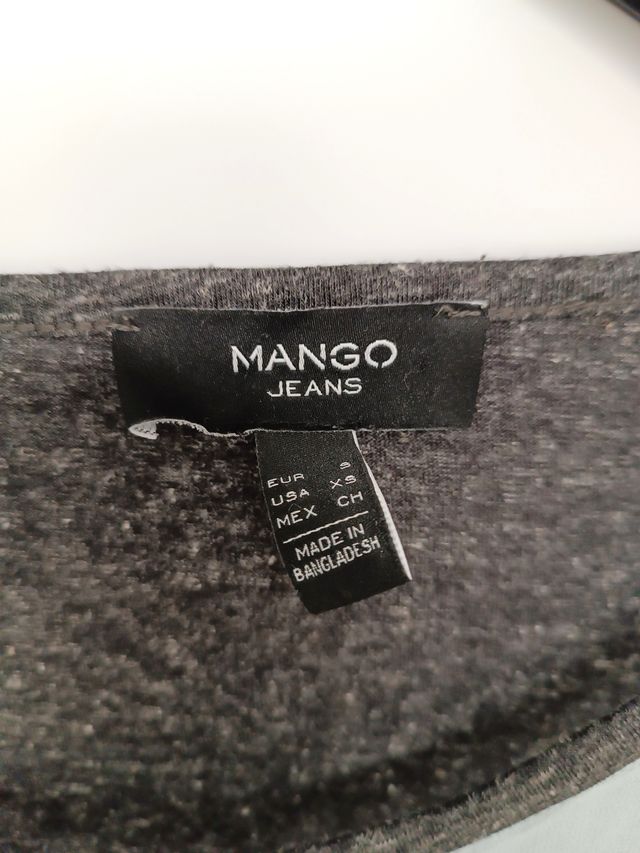 MANGO
JEANS
EUR S
USA XS
MEX CH
MADE IN
BANGLADESH